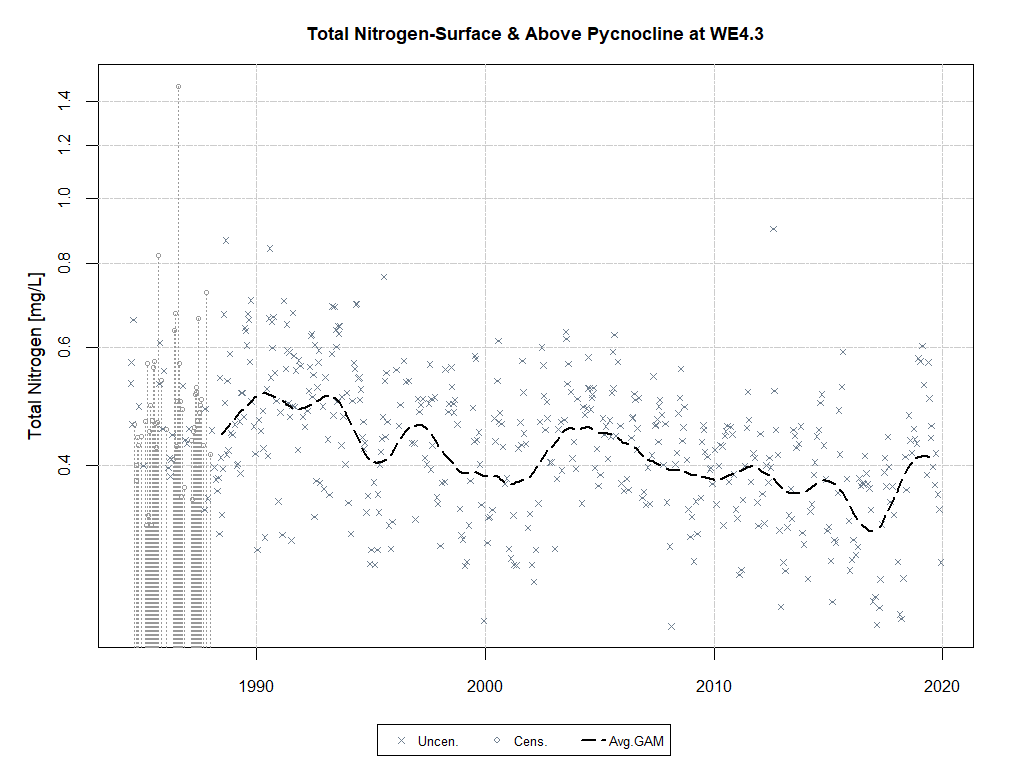 Total Nitrogen-Surface & Above Pycnocline at WE4.3
Total Nitrogen [mg/L]
1.4
1.2
1.0
0.8
0.6
0.4
1990 2000 2010 2020
Uncen. Cens. Avg.GAM